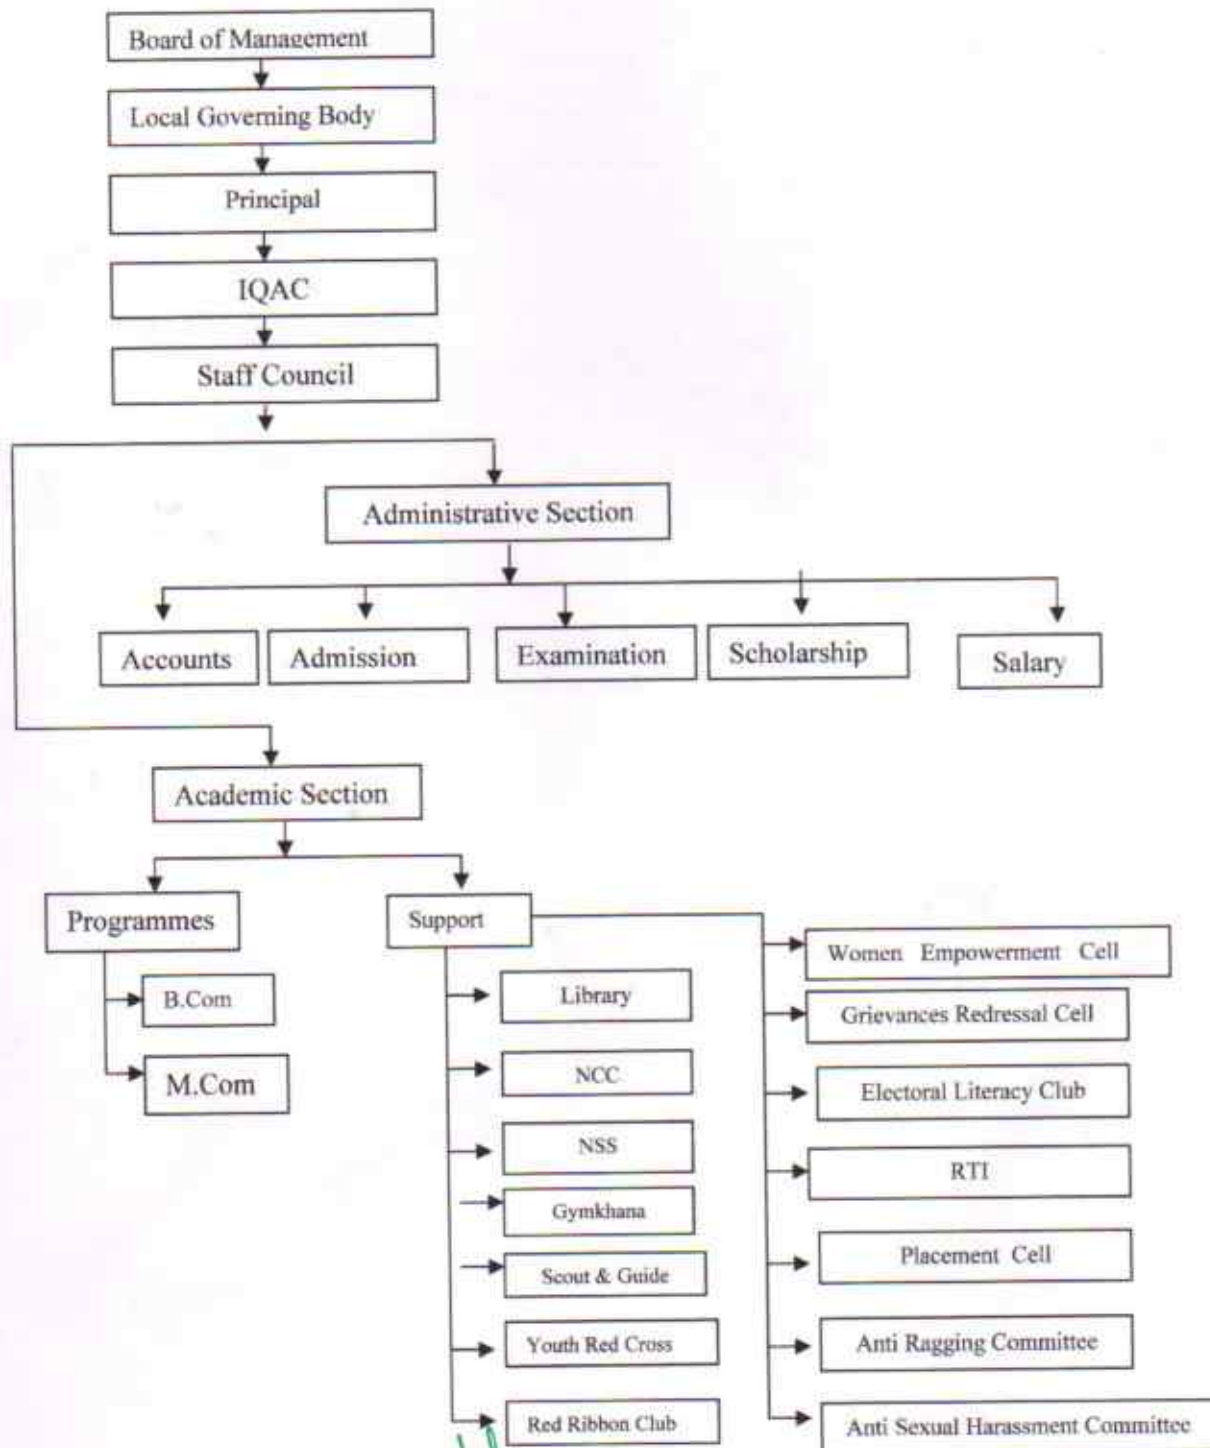 Board of Management
Local Governing Body
Principal
IQAC
Staff Council
Administrative Section
Accounts
Admission
Examination
Scholarship
Salary
Academic Section
Programmes
B.Com
M.Com
Support
Library
NCC
NSS
Gymkhana
Scout & Guide
Youth Red Cross
Red Ribbon Club
Women Empowerment Cell
Grievances Redressal Cell
Electoral Literacy Club
RTI
Placement Cell
Anti Ragging Committee
Anti Sexual Harassment Committee